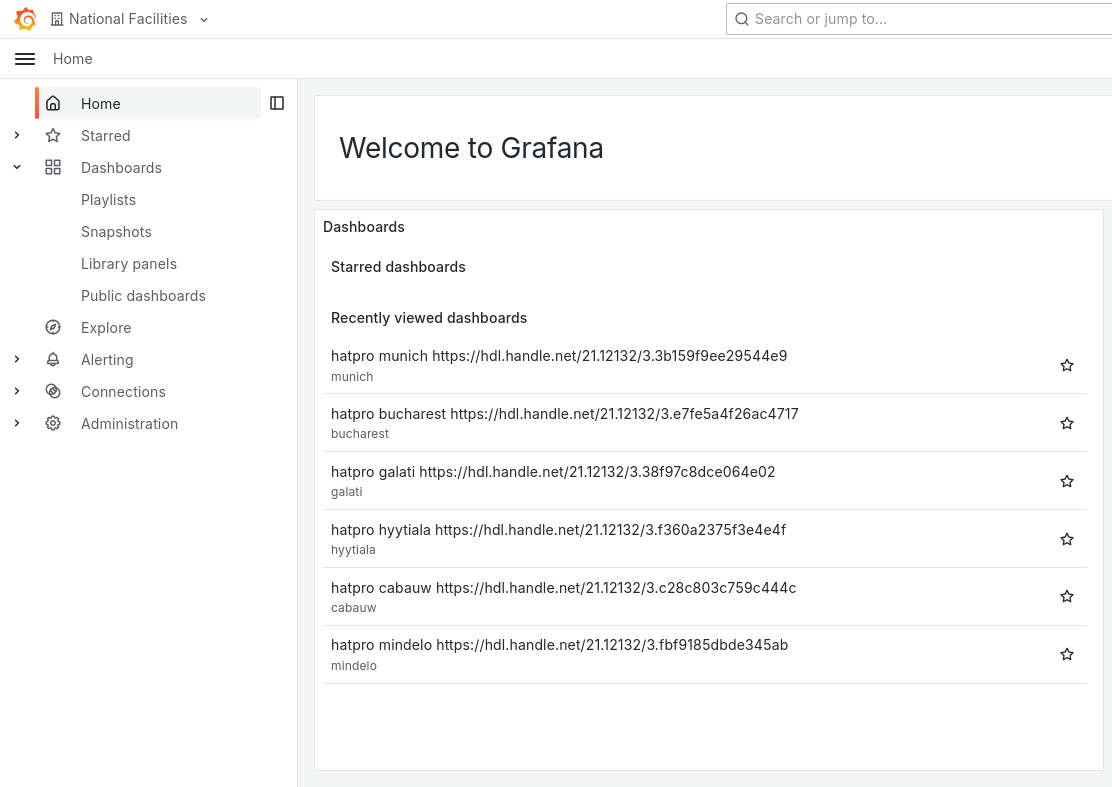 National Facilities
Search or jump to...
Home
Home
Starred
Dashboards
Playlists
Snapshots
Library panels
Public dashboards
Explore
Alerting
Connections
Administration
Welcome to Grafana
Dashboards
Starred dashboards
Recently viewed dashboards
hatpro munich https://hdl.handle.net/21.12132/3.3b159f9ee29544e9
munich
hatpro bucharest https://hdl.handle.net/21.12132/3.e7fe5a4f26ac4717
bucharest
hatpro galati https://hdl.handle.net/21.12132/3.38f97c8dce064e02
galati
hatpro hyytiala https://hdl.handle.net/21.12132/3.f360a2375f3e4e4f
hyytiala
hatpro cabauw https://hdl.handle.net/21.12132/3.c28c803c759c444c
cabauw
hatpro mindelo https://hdl.handle.net/21.12132/3.fbf9185dbde345ab
mindelo